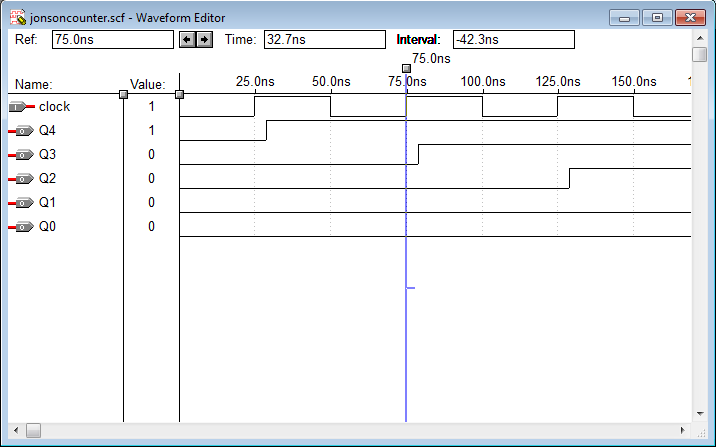 jonsoncounter.scf - Waveform Editor
Ref: 75.0ns Time: 32.7ns Interval: -42.3ns
75.0ns
Name: Value: 25.0ns 50.0ns 75.0ns 100.0ns 125.0ns 150.0ns
clock 1
Q4 1
Q3 0
Q2 0
Q1 0
Q0 0